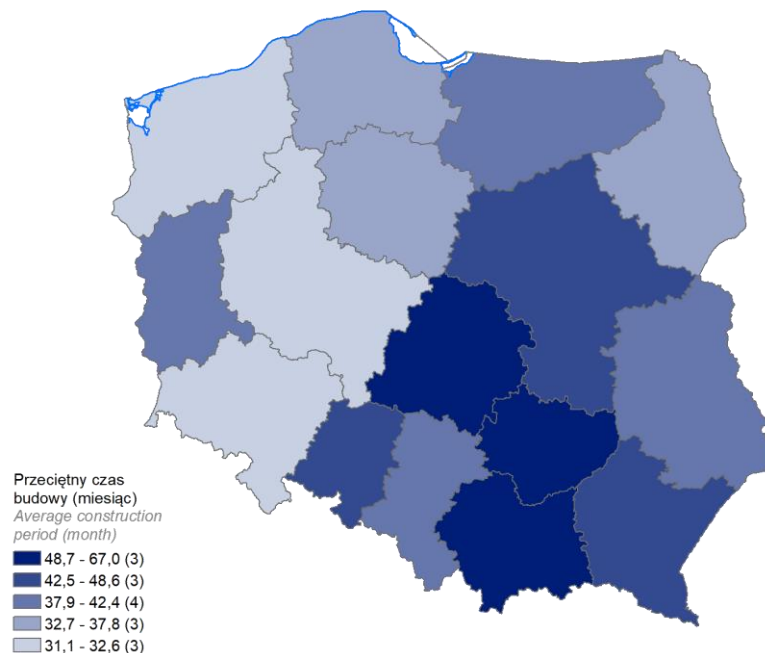 Przeciętny czas
budowy (miesiąc)
Average construction
period (month)
48,7 - 67,0 (3)
42,5 - 48,6 (3)
37,9 - 42,4 (4)
32,7 - 37,8 (3)
31,1 - 32,6 (3)